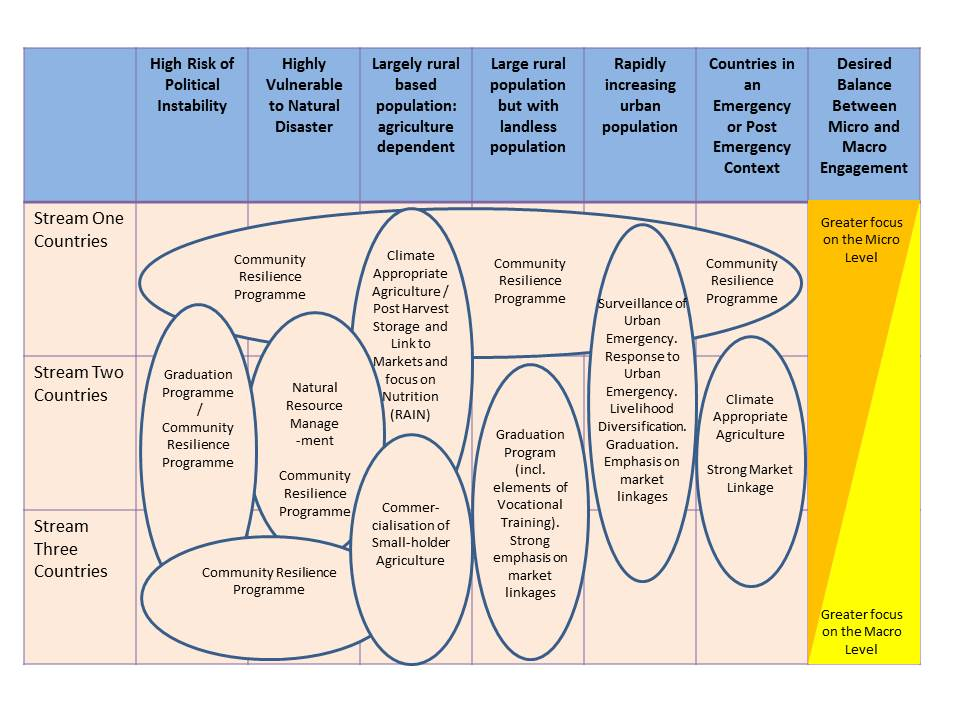 High Risk of
Political
Instability
Highly
Vulnerable
to Natural
Disaster
Largely rural
based
population:
agriculture
dependent
Large rural
population
but with
landless
population
Rapidly
increasing
urban
population
Countries in
an
Emergency
or Post
Emergency
Context
Desired
Balance
Between
Micro and
Macro
Engagement
Stream One
Countries
Community
Resilience
Programme
Climate
Appropriate
Agriculture /
Post Harvest
Storage and
Link to
Markets and
focus on
Nutrition
(RAIN)
Community
Resilience
Programme
Surveillance of
Urban
Emergency.
Response to
Urban
Emergency.
Livelihood
Diversification.
Graduation.
Emphasis on
market
linkages
Community
Resilience
Programme
Greater focus
on the Micro
Level
Stream Two
Countries
Graduation
Programme
/
Community
Resilience
Programme
Natural
Resource
Manage
-ment
Community
Resilience
Programme
Graduation
Program
(incl.
elements of
Vocational
Training).
Strong
emphasis on
market
linkages
Climate
Appropriate
Agriculture
Strong Market
Linkage
Stream
Three
Countries
Community Resilience
Programme
Commer-
cialisation of
Small-holder
Agriculture
Greater focus
on the Macro
Level